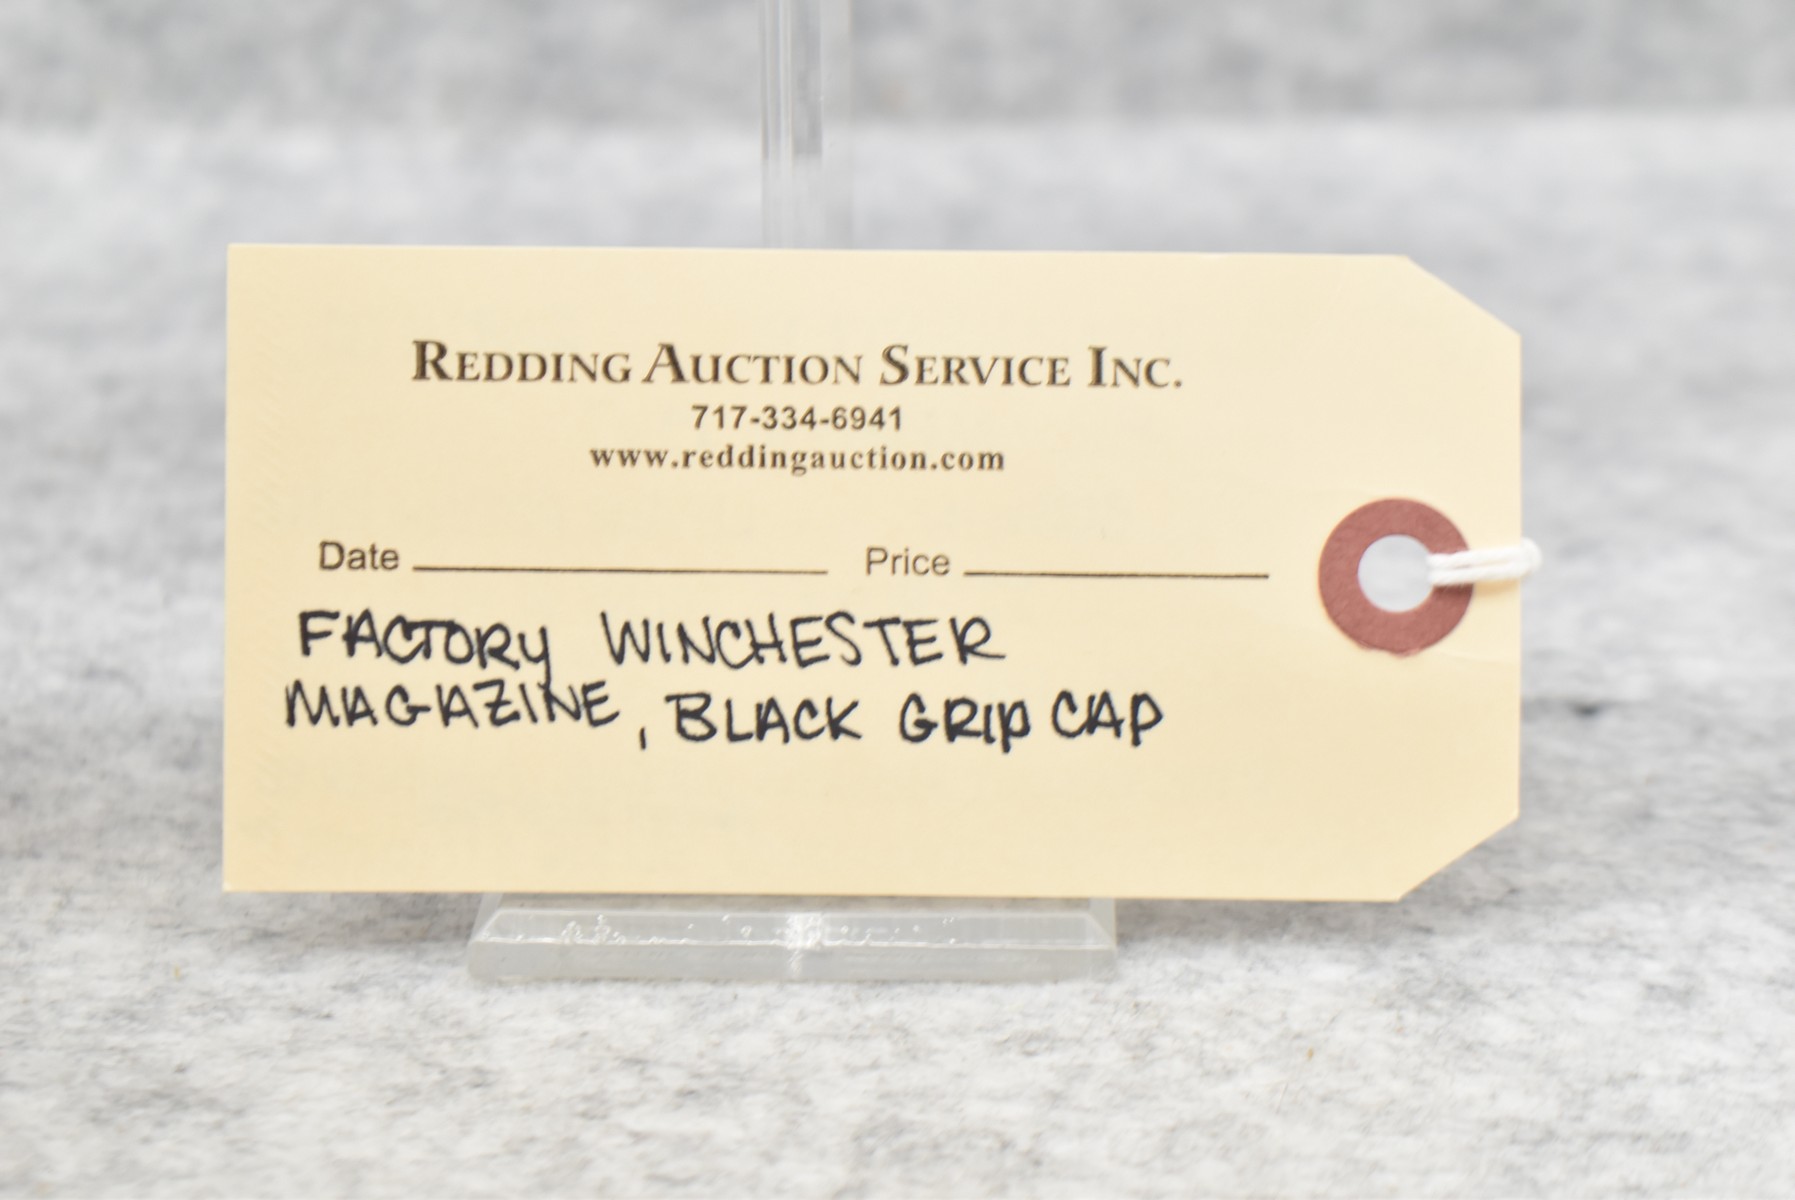 REDDING AUCTION SERVICE INC.
717-334-6941
www.reddingauction.com
Date Price
FACTORY WINCHESTER
MAGAZINE, BLACK GRIP CAP